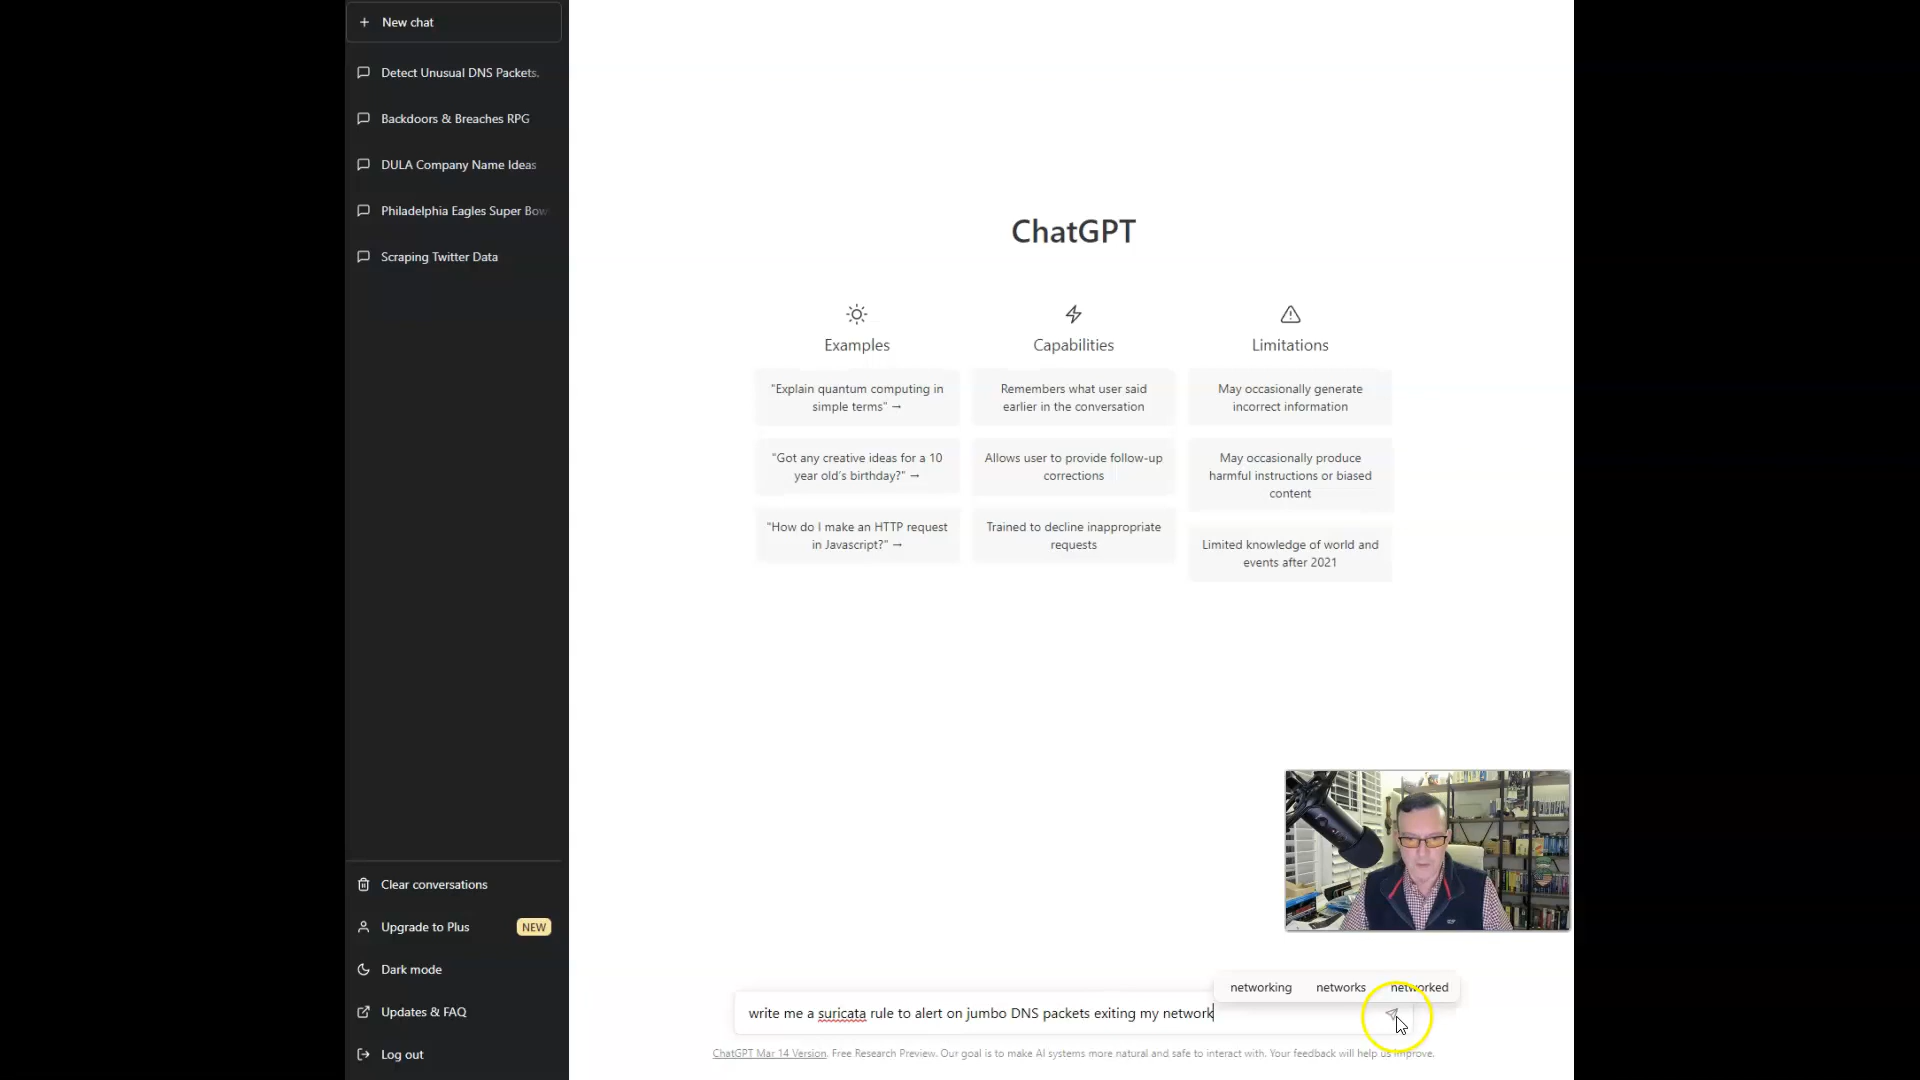 New chat
Detect Unusual DNS Packets.
Backdoors & Breaches RPG
DULA Company Name Ideas
Philadelphia Eagles Super Bow
Scraping Twitter Data
Clear conversations
Upgrade to Plus
NEW
Dark mode
Updates & FAQ
Log out
ChatGPT
Examples
"Explain quantum computing in
simple terms" →
"Got any creative ideas for a 10
year old's birthday?" →
"How do I make an HTTP request
in Javascript?" →
Capabilities
Remembers what user said
earlier in the conversation
Allows user to provide follow-up
corrections
Trained to decline inappropriate
requests
Limitations
May occasionally generate
incorrect information
May occasionally produce
harmful instructions or biased
content
Limited knowledge of world and
events after 2021
networking networks networked
write me a suricata rule to alert on jumbo DNS packets exiting my network
ChatGPT Mar 14 Version. Free Research Preview. Our goal is to make AI systems more natural and safe to interact with. Your feedback will help us improve.